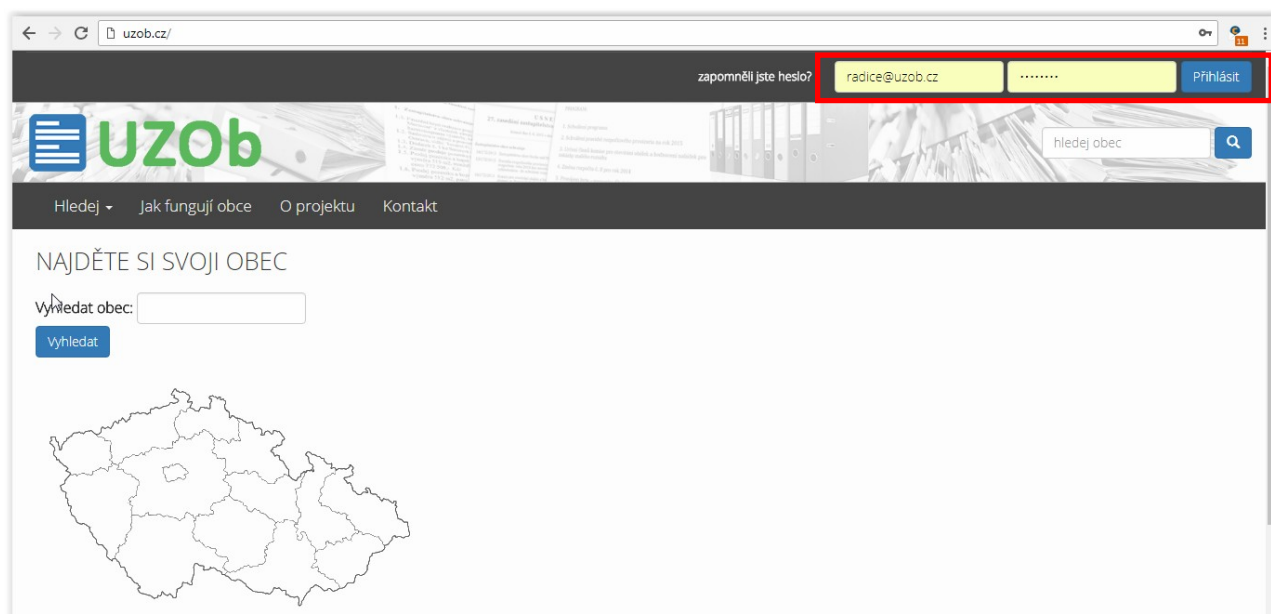 uzob.cz/
11
zapomněli jste heslo?
radice@uzob.cz
········
Přihlásit
UZOb
hledej obec
Hledej
Jak fungují obce
O projektu
Kontakt
NAJDĚTE SI SVOJI OBEC
obec:
Vyhledat